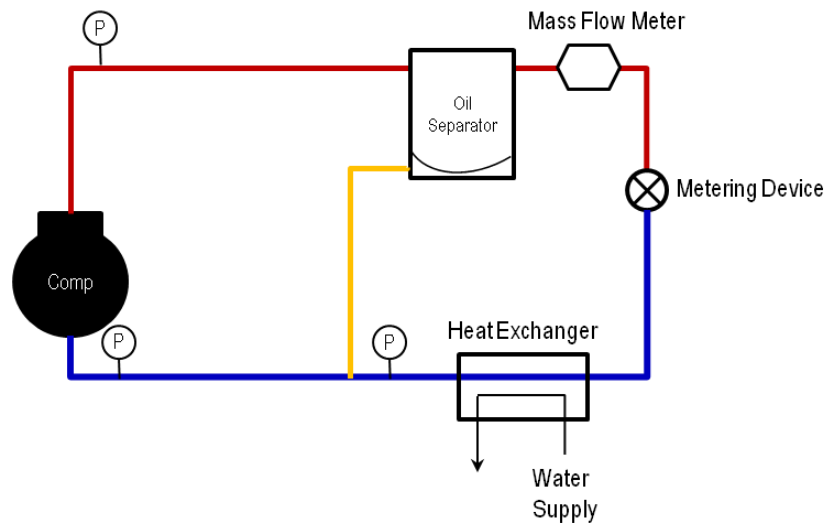 Mass Flow Meter
P
Oil
Separator
Metering Device
Comp
P
P
Heat Exchanger
Water
Supply